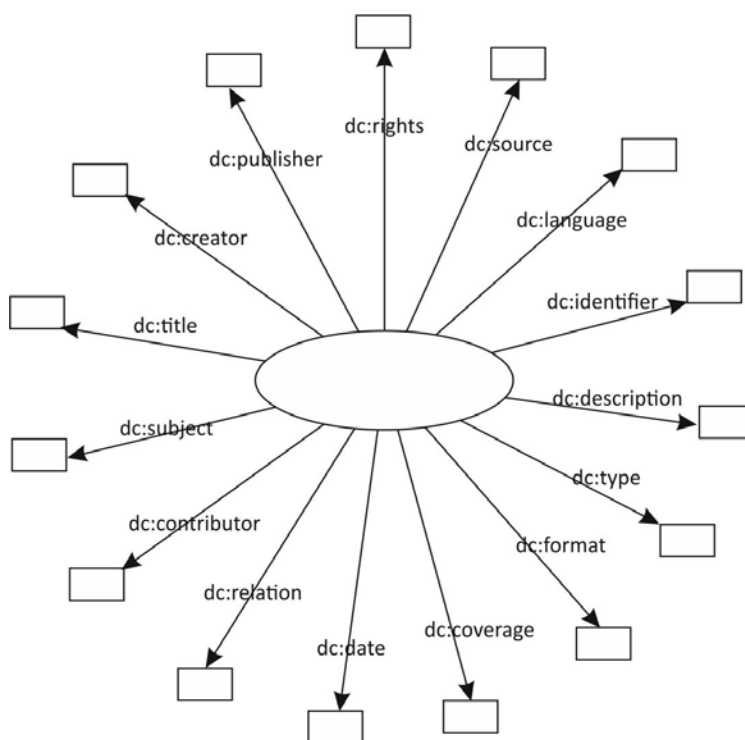 dc:rights
dc:source
dc:publisher
dc:language
dc:creator
dc:identifier
dc:title
dc:description
dc:subject
dc:type
dc:contributor
dc:format
dc:relation
dc:coverage
dc:date